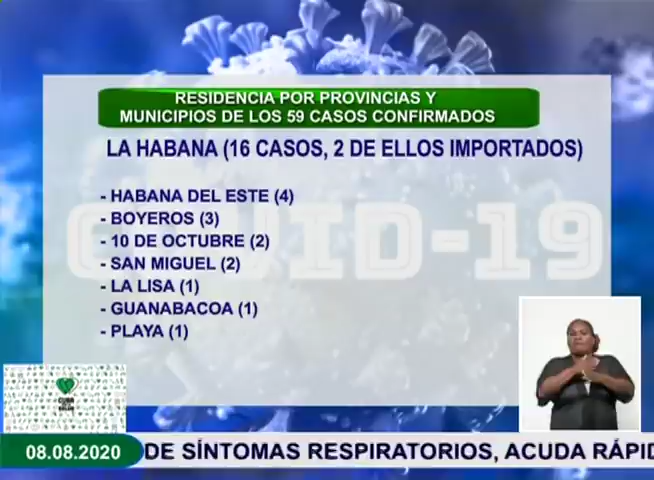 RESIDENCIA POR PROVINCIAS Y
MUNICIPIOS DE LOS 59 CASOS CONFIRMADOS
LA HABANA (16 CASOS, 2 DE ELLOS IMPORTADOS)
COVID-19
- HABANA DEL ESTE (4)
- BOYEROS (3)
- 10 DE OCTUBRE (2)
- SAN MIGUEL (2)
- LA LISA (1)
- GUANABACOA (1)
- PLAYA (1)
CUBA
SALUD
08.08.2020 DE SÍNTOMAS RESPIRATORIOS, ACUDA RÁPID